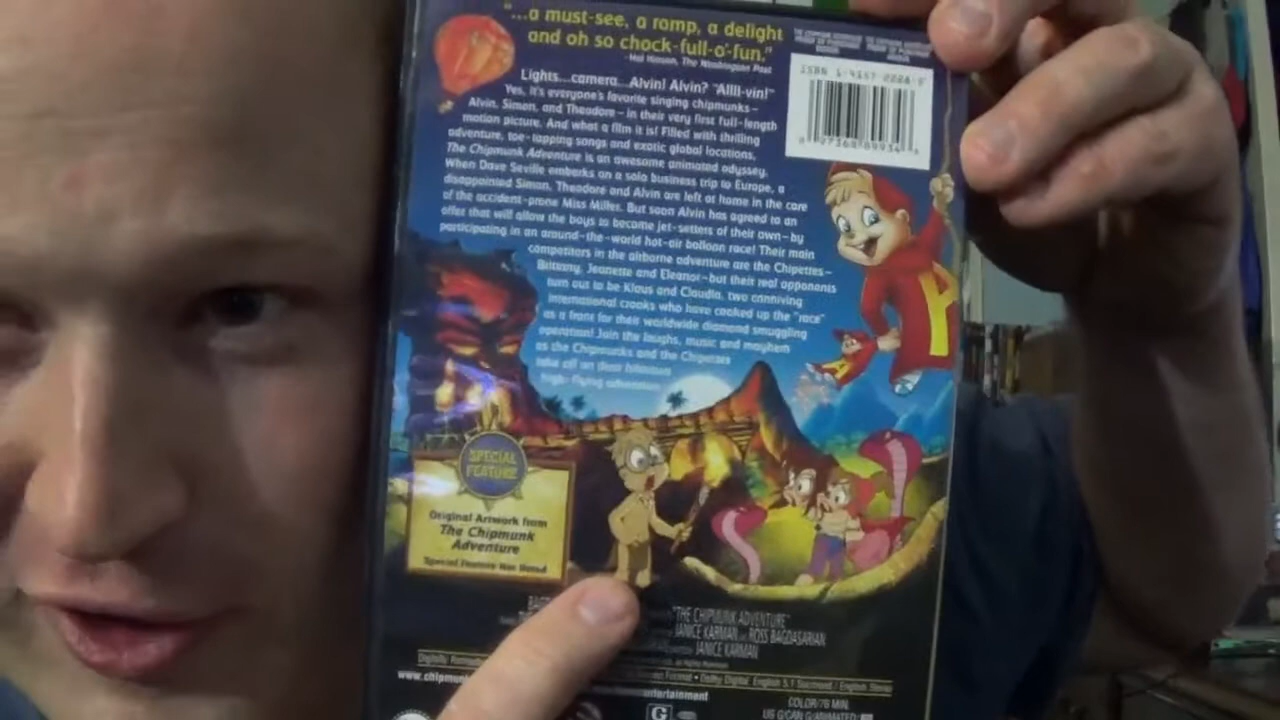 "...a must-see, a romp, a delight
and oh so chock-full-o'-fun."
-Hal Hinson, The Washington Post
Lights...camera...Alvin! Alvin? "Allll-vin!"
Yes, it's everyone's favorite singing chipmunks-
Alvin, Simon, and Theodore-in their very first full-length
motion picture. And what a film it is! Filled with thrilling
adventure, toe-tapping songs and exotic global locations,
The Chipmunk Adventure is an awesome animated odyssey.
When Dave Seville embarks on a solo business trip to Europe, a
disappointed Simon, Theodore and Alvin are left at home in the care
of the accident-prone Miss Miller. But soon Alvin has agreed to an
offer that will allow the boys to become jet-setters of their own-by
participating in an around-the-world hot-air balloon race! Their main
competitors in the airborne adventure are the Chipettes-
Brittany, Jeanette and Eleanor-but their real opponents
turn out to be Klaus and Claudia, two conniving
international crooks who have cooked up the "race"
as a front for their worldwide diamond smuggling
operation! Join the laughs, music and mayhem
as the Chipmunks and the Chipettes
take off on their hilarious
high-flying adventure
SPECIAL
FEATURE
Original Artwork from
The Chipmunk
Adventure
Special Feature Not Rated
"THE CHIPMUNK ADVENTURE"
JANICE KARMAN ROSS BAGDASARIAN
JANICE KARMAN
Digitally
Format • Dolby Digital English 5.1 Surround / English Stereo
www.chipmun
entertainment
G
COLOR/76 MIN.